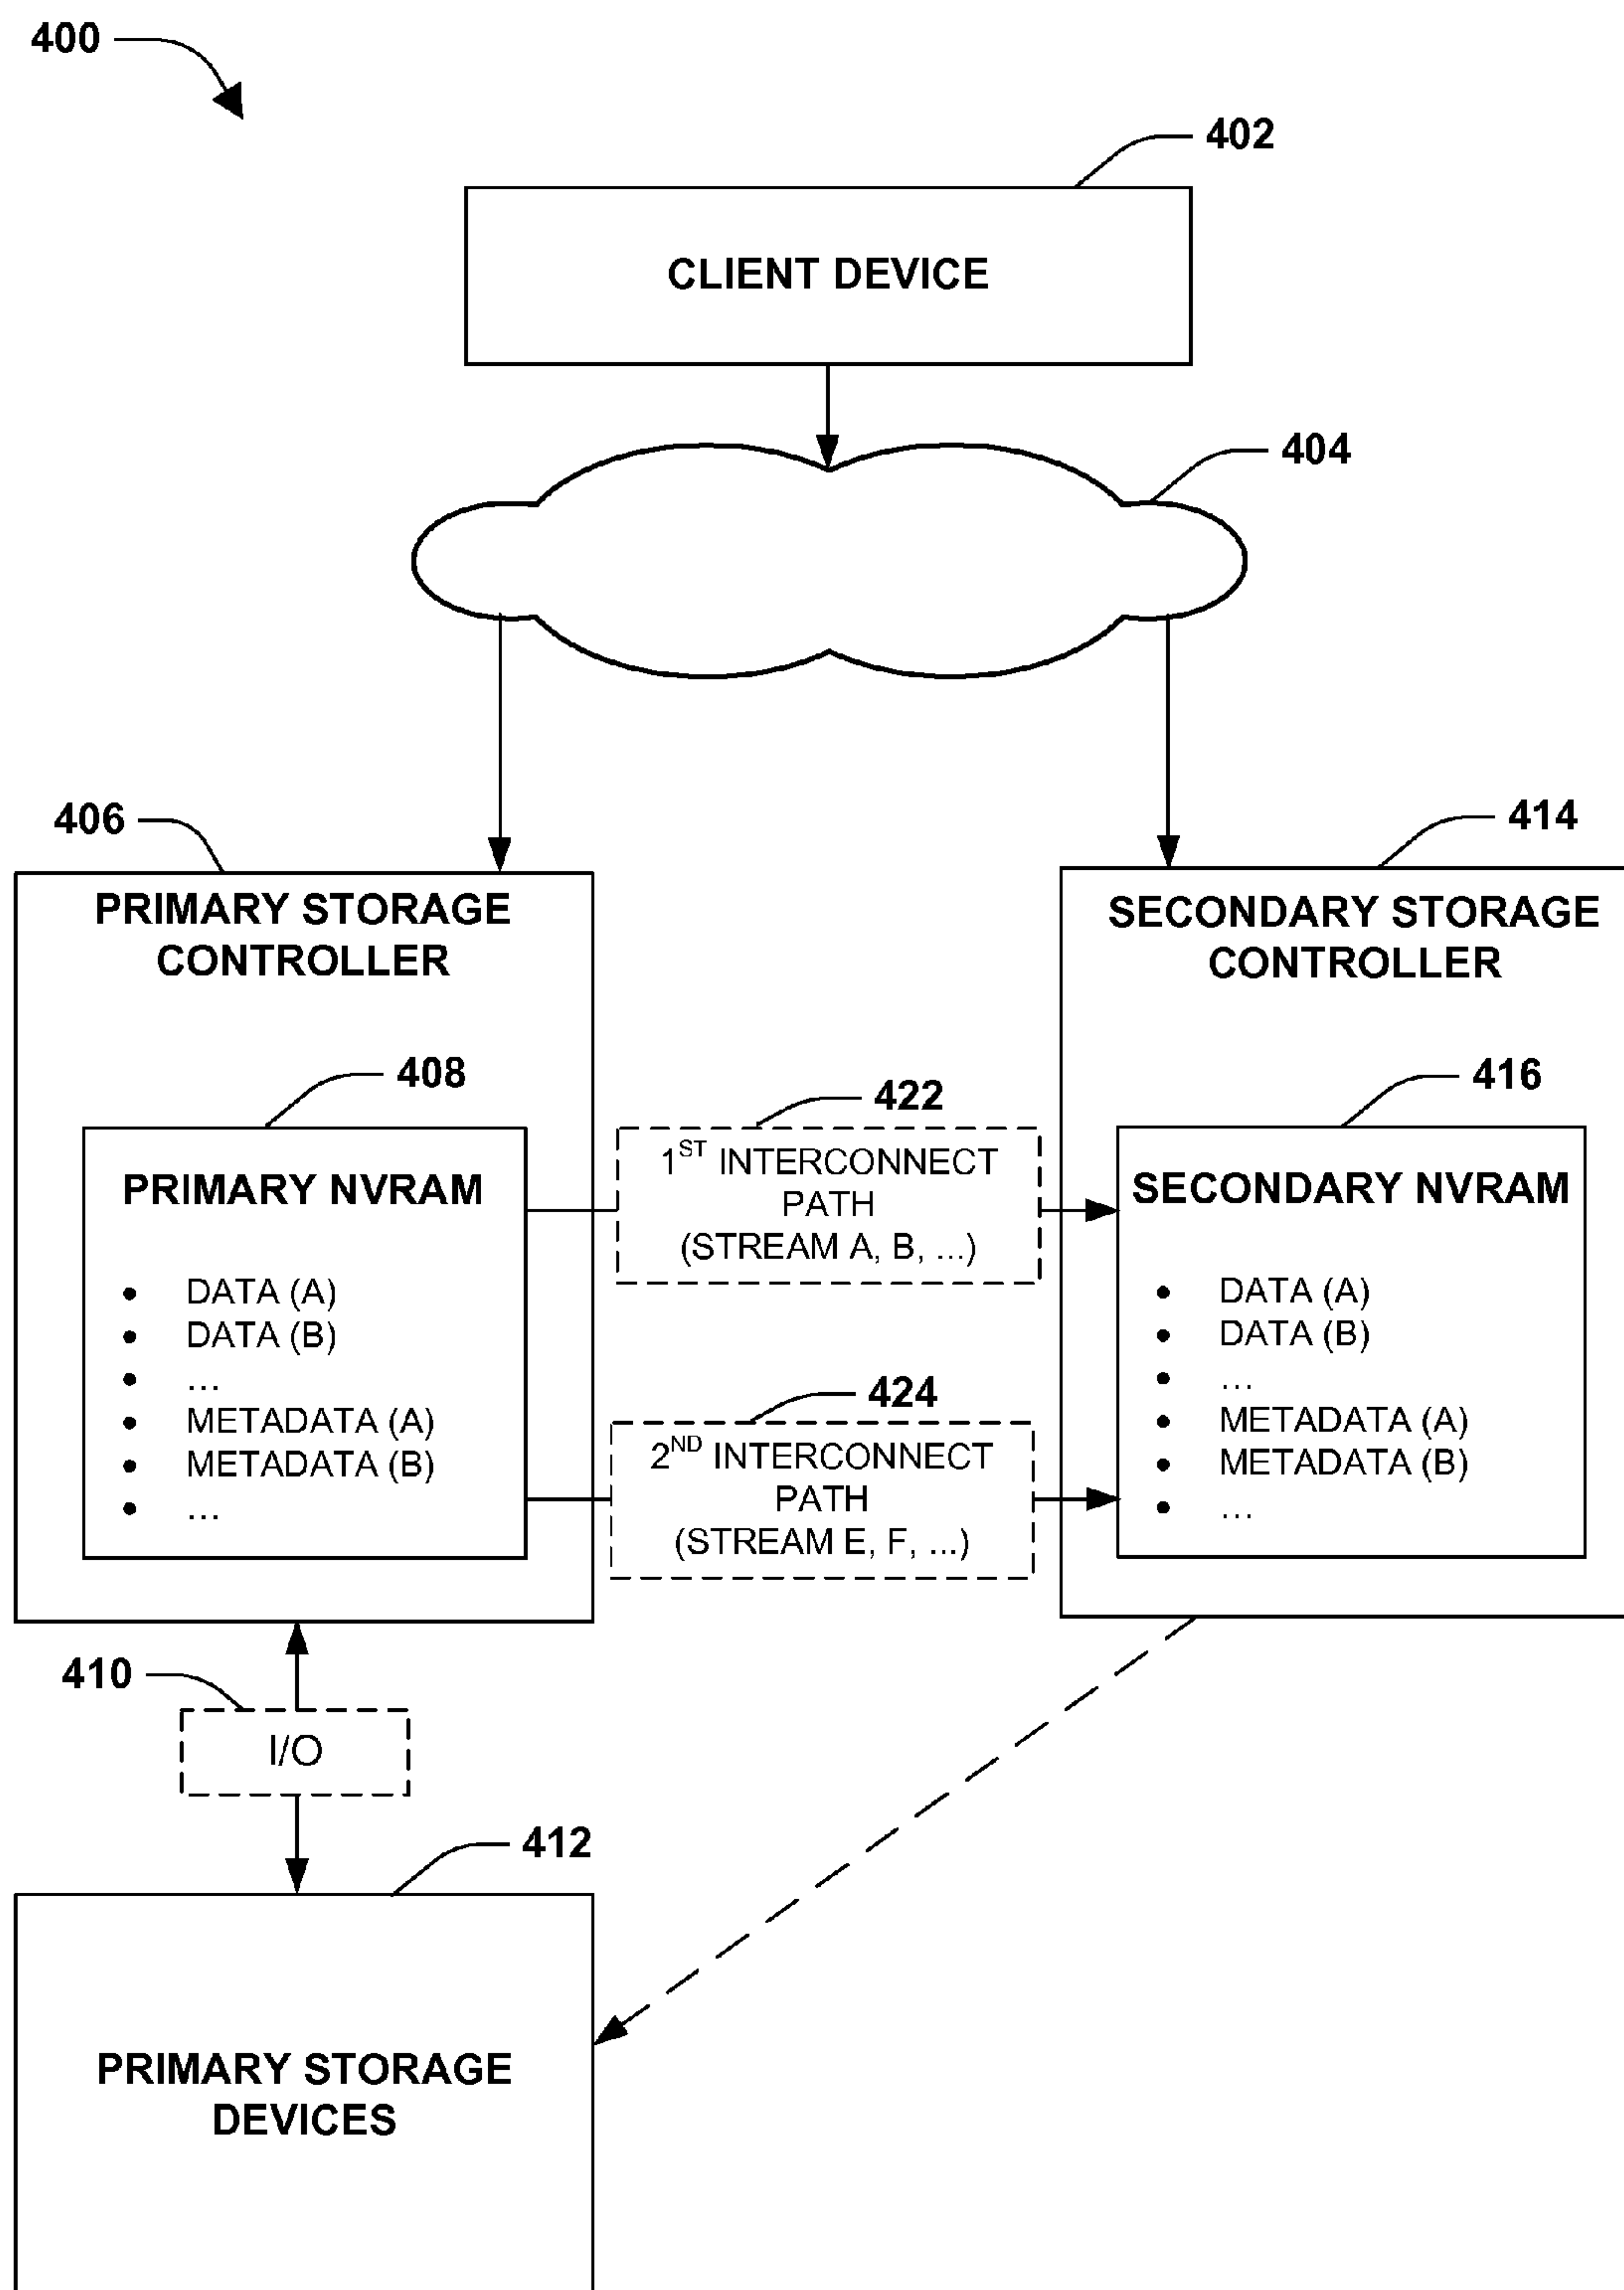 400
402
CLIENT DEVICE
404
406
414
PRIMARY STORAGE
CONTROLLER
SECONDARY STORAGE
CONTROLLER
408
422
416
PRIMARY NVRAM
1ST INTERCONNECT
PATH
(STREAM A, B, ...)
SECONDARY NVRAM
• DATA (A)
• DATA (B)
• ...
• METADATA (A)
• METADATA (B)
• ...
424
2ND INTERCONNECT
PATH
(STREAM E, F, ...)
• DATA (A)
• DATA (B)
• ...
• METADATA (A)
• METADATA (B)
• ...
410
I/O
412
PRIMARY STORAGE
DEVICES